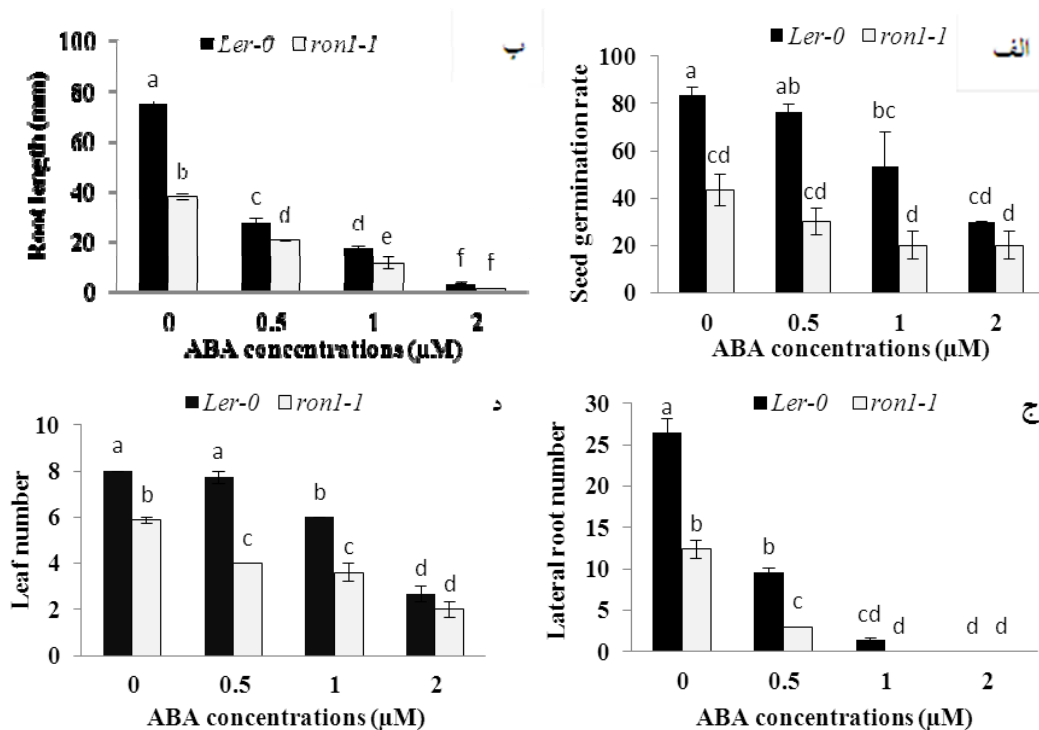 الف
Ler-0 ron1-1
Seed germination rate
100
80
60
40
20
0
a ab bc cd
cd cd d d
0 0.5 1 2
ABA concentrations (µM)
ب
Ler-0 ron1-1
Root length (mm)
100
80
60
40
20
0
a b c d d e f f
0 0.5 1 2
ABA concentrations (µM)
ج
Ler-0 ron1-1
Lateral root number
30
25
20
15
10
5
0
a b b c cd d d d
0 0.5 1 2
ABA concentrations (µM)
د
Ler-0 ron1-1
Leaf number
10
8
6
4
2
0
a b a c b c d d
0 0.5 1 2
ABA concentrations (µM)